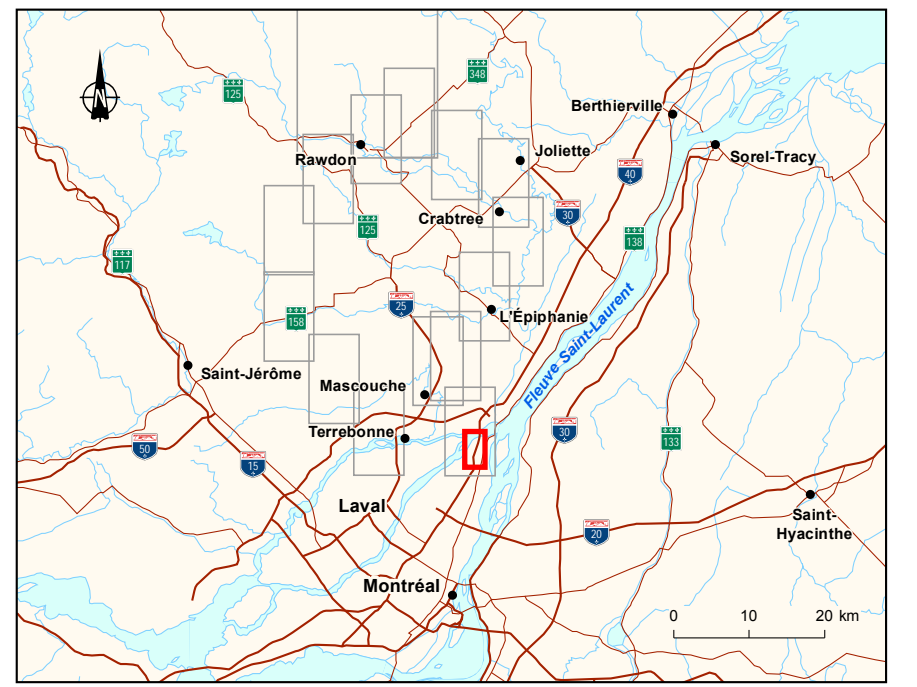 348
125
N
Berthierville
Joliette
Rawdon
Sorel-Tracy
40
Crabtree
30
125
138
117
25
L'Épiphanie
158
Fleuve Saint-Laurent
Saint-Jérôme
Mascouche
Terrebonne
30
133
50
15
Laval
20
Saint-
Hyacinthe
Montréal
0 10 20 km